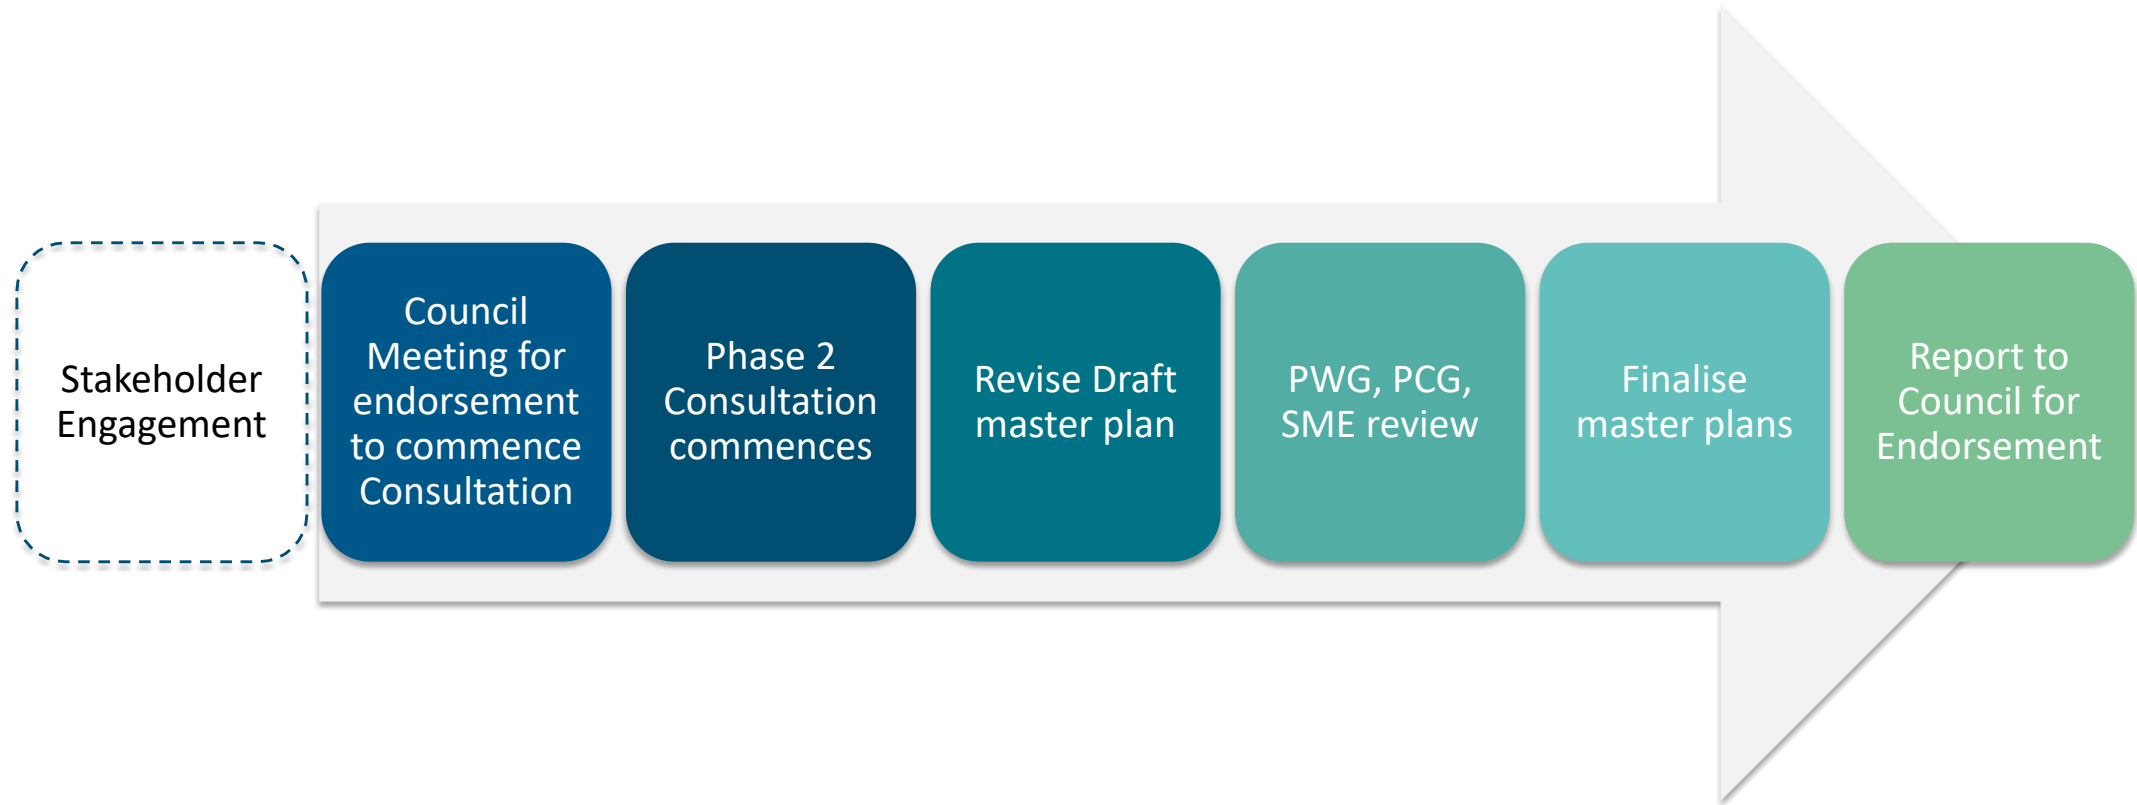 Stakeholder
Engagement
Council
Meeting for
endorsement
to commence
Consultation
Phase 2
Consultation
commences
Revise Draft
master plan
PWG, PCG,
SME review
Finalise
master plans
Report to
Council for
Endorsement